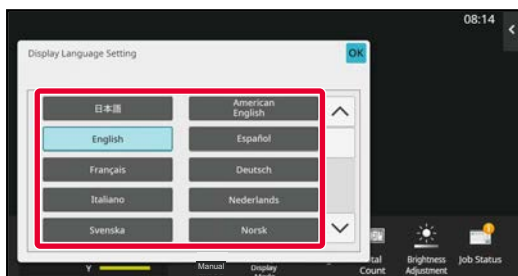 08:14
Display Language Setting
OK
日本語
American
English
English
Español
Français
Deutsch
Italiano
Nederlands
Svenska
Norsk
Y
Manual
Display
Count
Brightness
Adjustment
Job Status